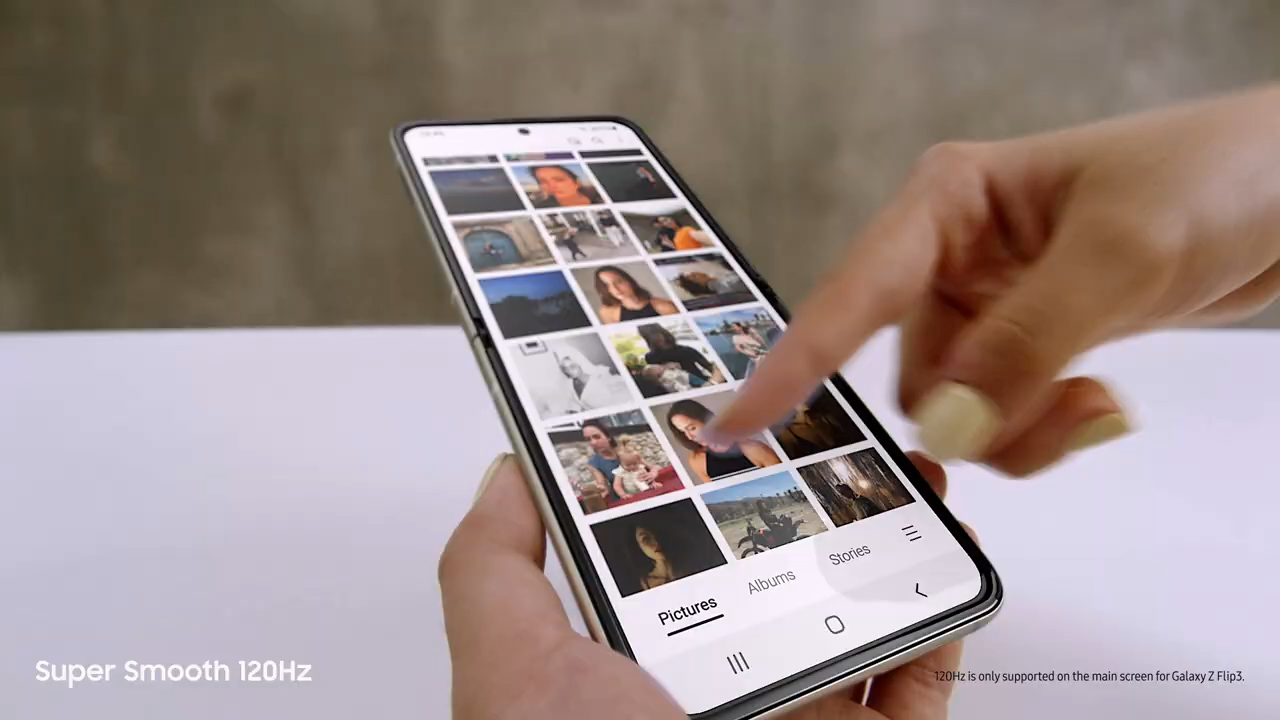 Pictures
Albums
Stories
Super Smooth 120Hz
120Hz is only supported on the main screen for Galaxy Z Flip3.